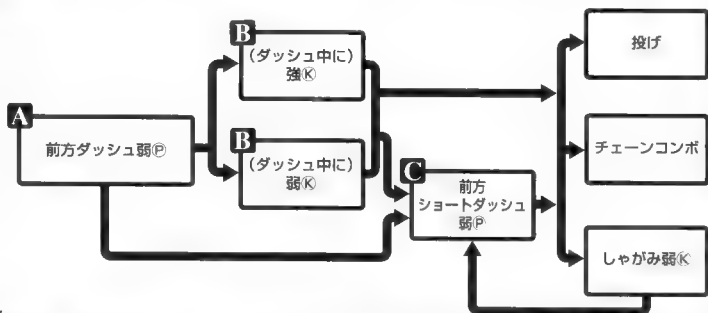 A
前方ダッシュ弱Ⓟ
B
(ダッシュ中に)
強Ⓚ
B
(ダッシュ中に)
弱Ⓚ
C
前方
ショートダッシュ
弱Ⓟ
投げ
チェーンコンボ
しゃがみ弱Ⓚ